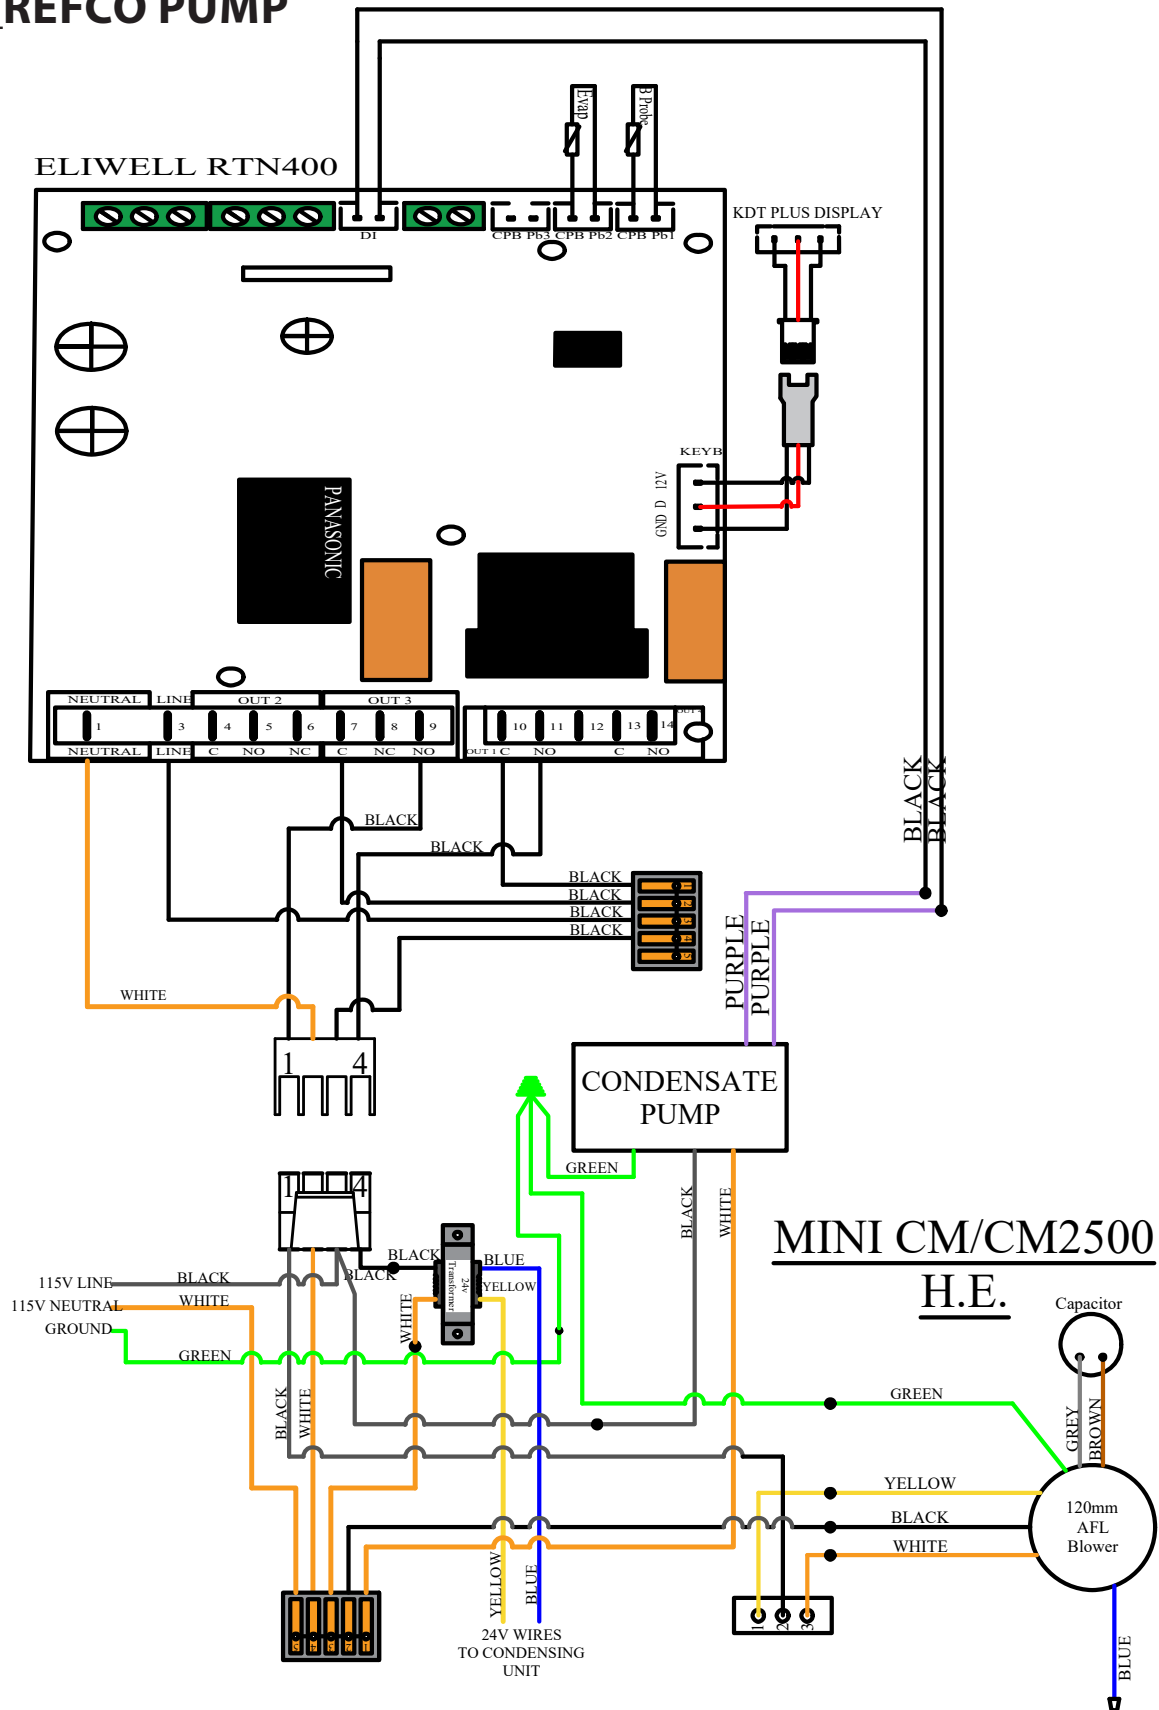 REFCO PUMP
Evap
B Probe
ELIWELL RTN400
KDT PLUS DISPLAY
DI
CPB Pb3 CPB Pb2 CPB Pb1
KEYB
GND D 12V
PANASONIC
NEUTRAL LINE OUT 2 OUT 3
1 3 4 5 6 7 8 9 10 11 12 13 14
NEUTRAL LINE C NO NC C NC NO OUT 1 C NO C NO
BLACK
BLACK
BLACK
BLACK
BLACK
BLACK
BLACK
BLACK
WHITE
PURPLE
PURPLE
1 4
CONDENSATE
PUMP
GREEN
BLACK
WHITE
1 4
MINI CM/CM2500
H.E.
BLACK
BLACK
24v
Transformer
BLUE
YELLOW
WHITE
115V LINE
BLACK
115V NEUTRAL
WHITE
GROUND
GREEN
BLACK
WHITE
Capacitor
GREY
BROWN
GREEN
YELLOW
BLACK
WHITE
120mm
AFL
Blower
YELLOW
BLUE
1 2 3
24V WIRES
TO CONDENSING
UNIT
BLUE